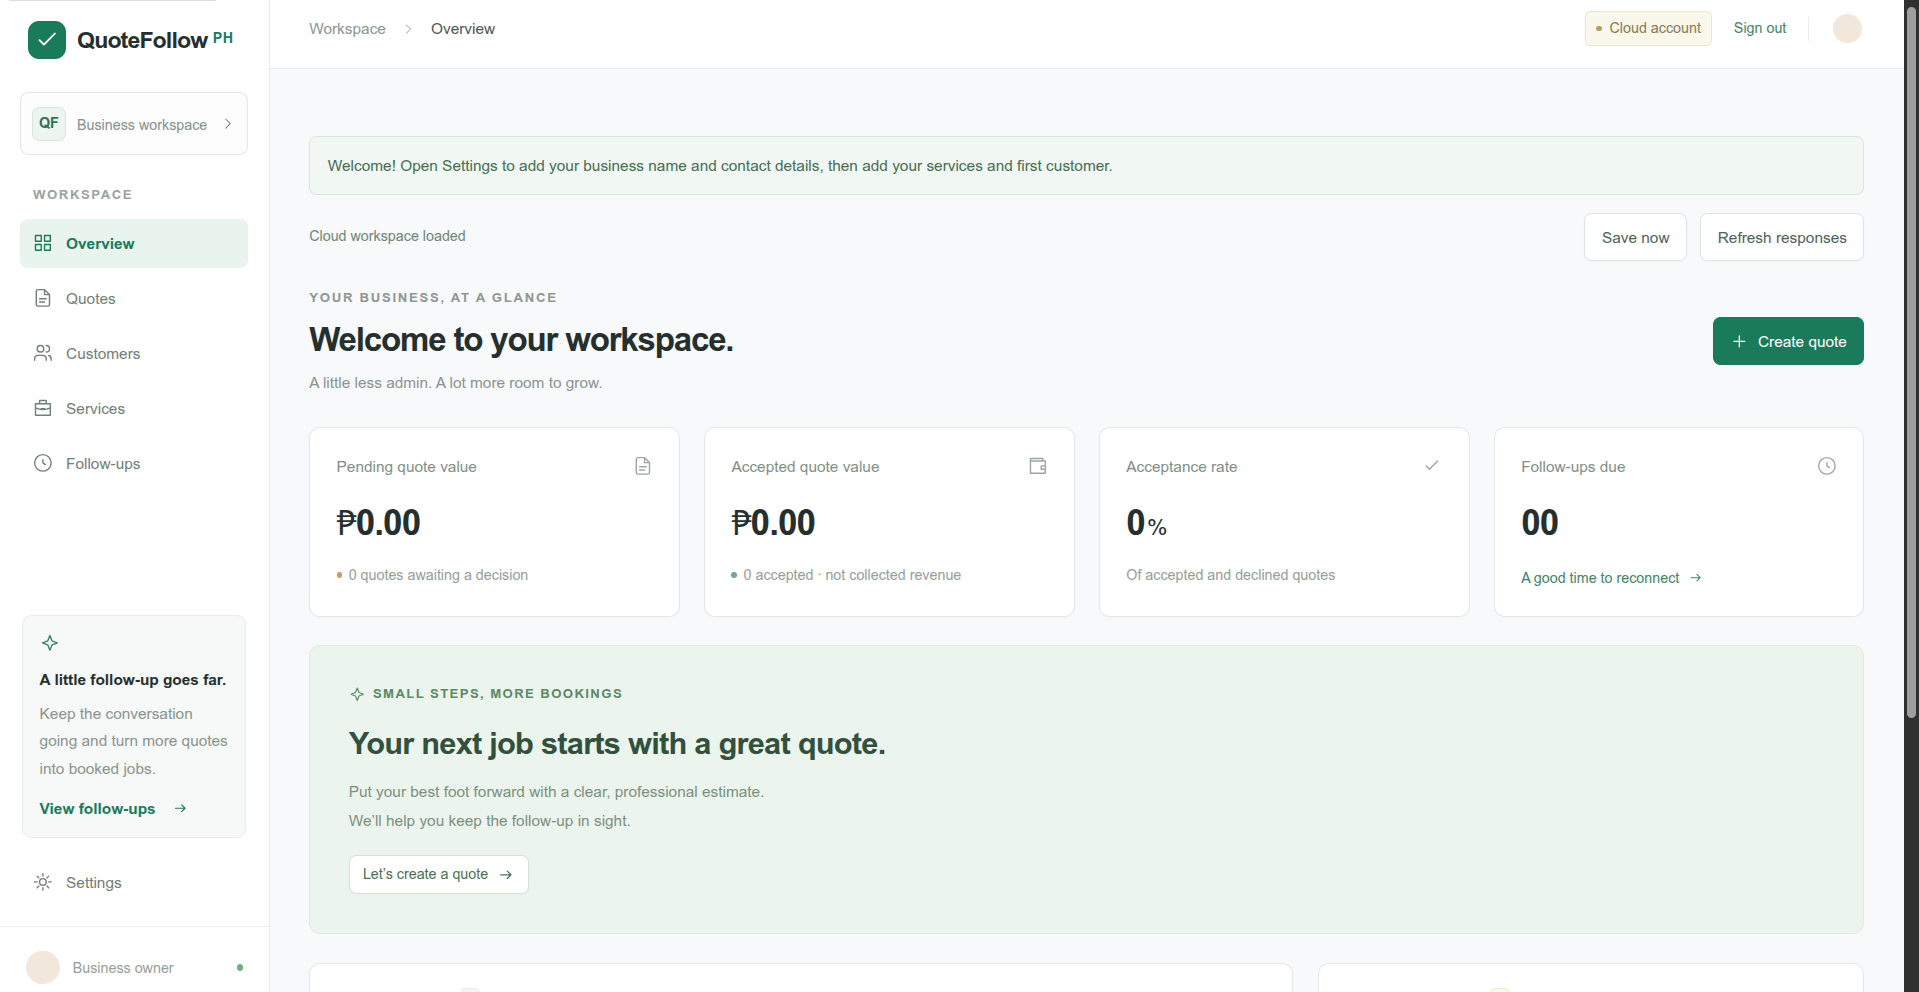 QuoteFollow PH
QF
Business workspace
WORKSPACE
Overview
Quotes
Customers
Services
Follow-ups
A little follow-up goes far.
Keep the conversation
going and turn more quotes
into booked jobs.
View follow-ups
Settings
Business owner
Workspace
Overview
Cloud account
Sign out
Welcome! Open Settings to add your business name and contact details, then add your services and first customer.
Cloud workspace loaded
Save now
Refresh responses
YOUR BUSINESS, AT A GLANCE
Welcome to your workspace.
A little less admin. A lot more room to grow.
Create quote
Pending quote value
₱0.00
0 quotes awaiting a decision
Accepted quote value
₱0.00
0 accepted · not collected revenue
Acceptance rate
0%
Of accepted and declined quotes
Follow-ups due
00
A good time to reconnect
SMALL STEPS, MORE BOOKINGS
Your next job starts with a great quote.
Put your best foot forward with a clear, professional estimate.
We’ll help you keep the follow-up in sight.
Let’s create a quote